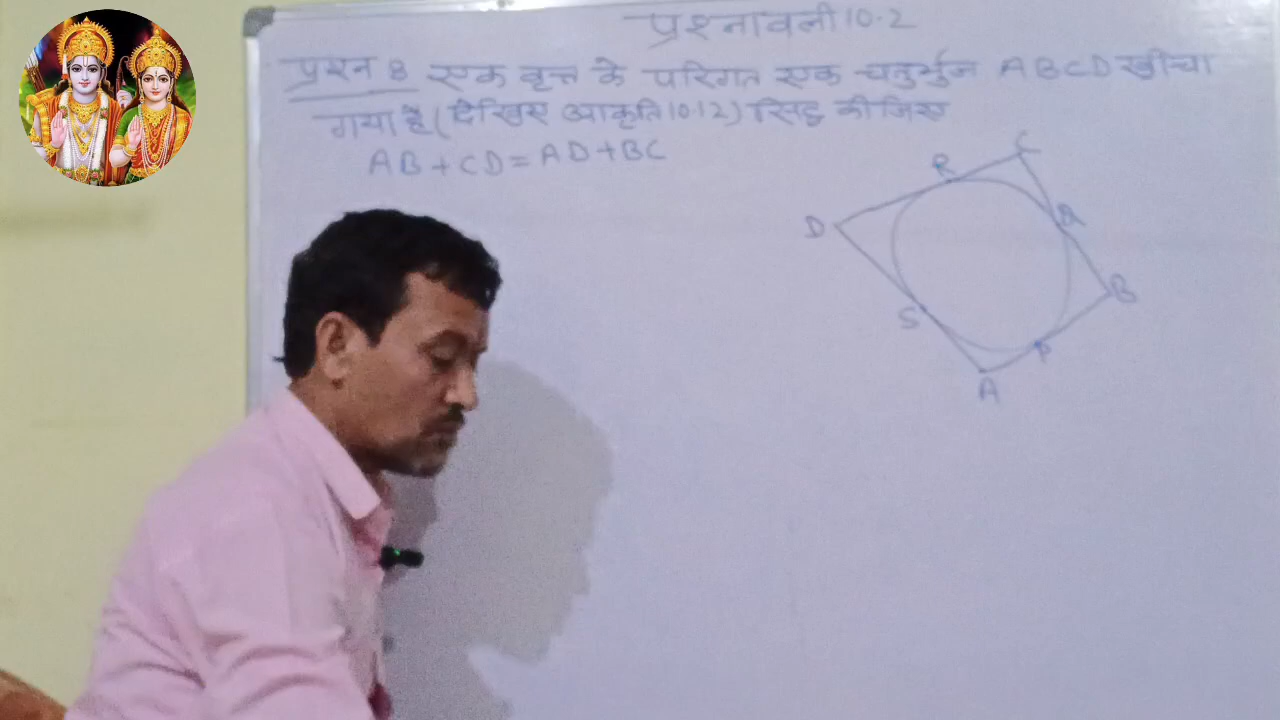 प्रश्नावली 10.2
प्रश्न 8 एक वृत्त के परिगत एक चतुर्भुज ABCD खींचा
गया है (देखिए आकृति 10.12) सिद्ध कीजिए
AB + CD = AD + BC
C
R
D
Q
B
S
P
A